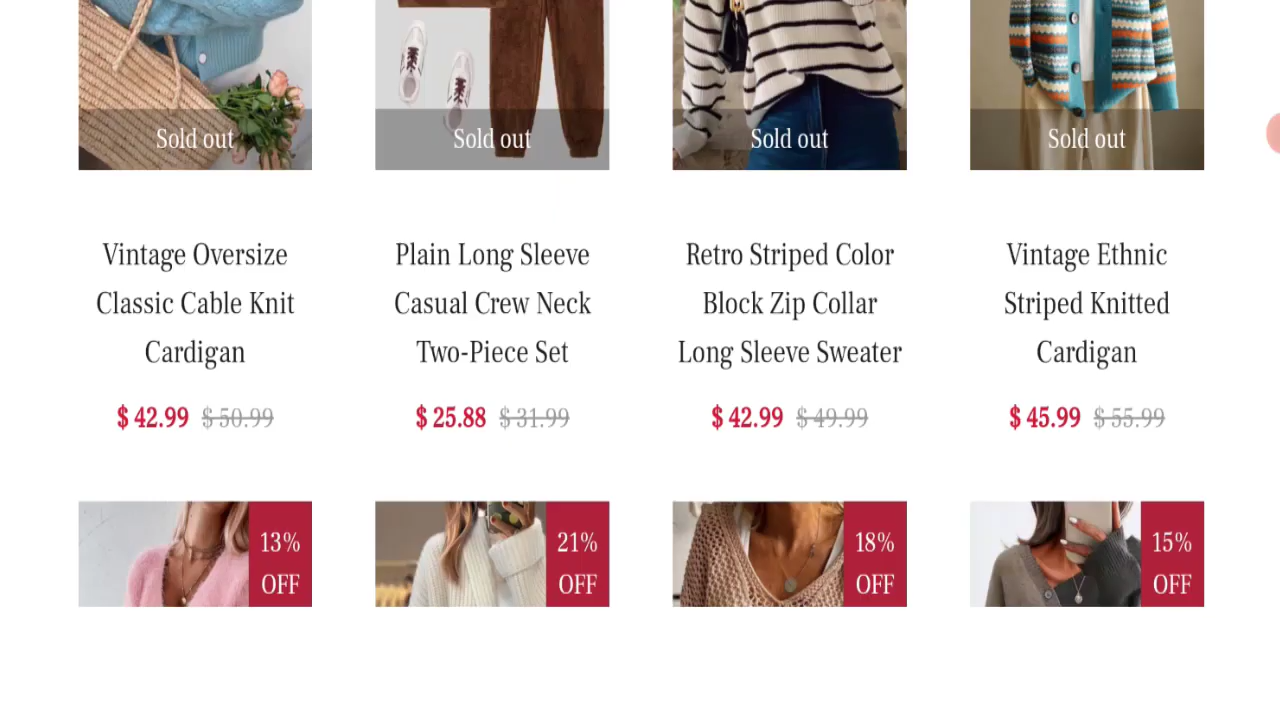 Sold out
Sold out
Sold out
Sold out
Vintage Oversize
Classic Cable Knit
Cardigan
$ 42.99 $ 50.99
Plain Long Sleeve
Casual Crew Neck
Two-Piece Set
$ 25.88 $ 31.99
Retro Striped Color
Block Zip Collar
Long Sleeve Sweater
$ 42.99 $ 49.99
Vintage Ethnic
Striped Knitted
Cardigan
$ 45.99 $ 55.99
13%
OFF
21%
OFF
18%
OFF
15%
OFF